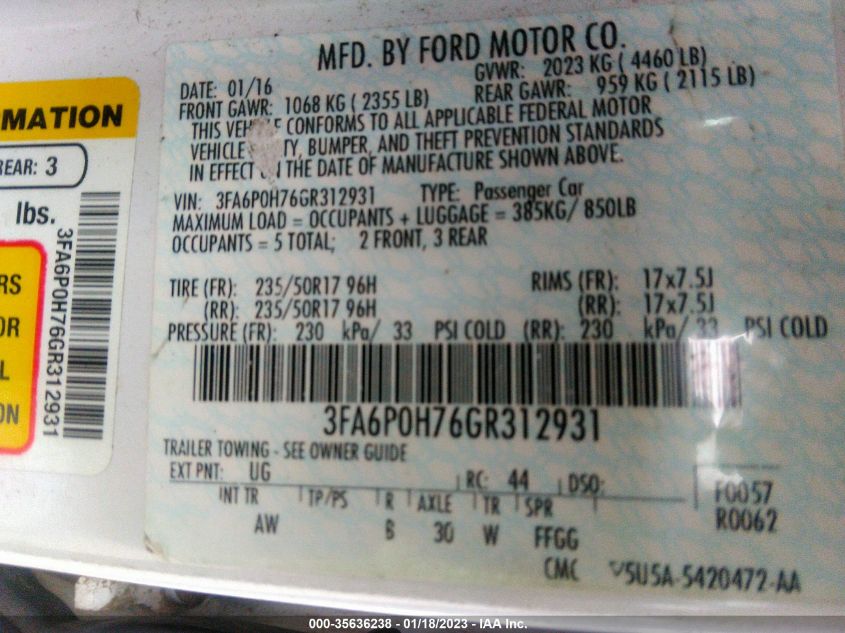 MFD. BY FORD MOTOR CO.
DATE: 01/16
GVWR: 2023 KG ( 4460 LB)
FRONT GAWR: 1068 KG ( 2355 LB)
REAR GAWR: 959 KG ( 2115 LB)
THIS CONFORMS TO ALL APPLICABLE FEDERAL MOTOR
VEHICLE BUMPER, AND THEFT PREVENTION STANDARDS
IN EFFECT THE DATE OF MANUFACTURE SHOWN ABOVE.
VIN: 3FA6P0H76GR312931 TYPE: Passenger Car
MAXIMUM LOAD = OCCUPANTS + LUGGAGE = 385KG/ 850LB
OCCUPANTS = 5 TOTAL; 2 FRONT, 3 REAR
TIRE (FR): 235/50R17 96H RIMS (FR): 17x7.5J
(RR): 235/50R17 96H (RR): 17x7.5J
PRESSURE (FR): 230 kPa/ 33 PSI COLD (RR): 230 kPa/ 33 PSI COLD
3FA6P0H76GR312931
TRAILER TOWING - SEE OWNER GUIDE
EXT PNT: UG RC: 44 DSO: F0057
R0062
INT TR TP/PS R AXLE TR SPR
AW B 30 W FFGG
CMC 5U5A-5420472-AA
MATION
REAR: 3
lbs.
3FA6P0H76GR312931
RS
OR
L
ON
000-35636238 - 01/18/2023 - IAA Inc.